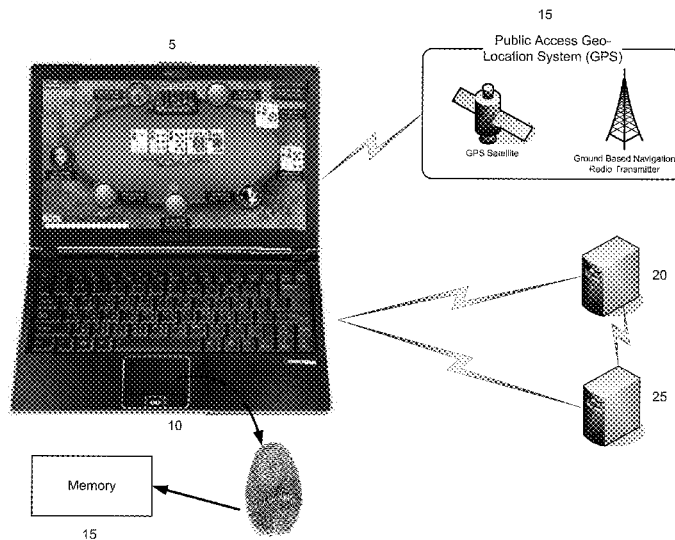 5
15
Public Access Geo-
Location System (GPS)
GPS Satellite
Ground Based Navigation
Radio Transmitter
20
25
10
Memory
15